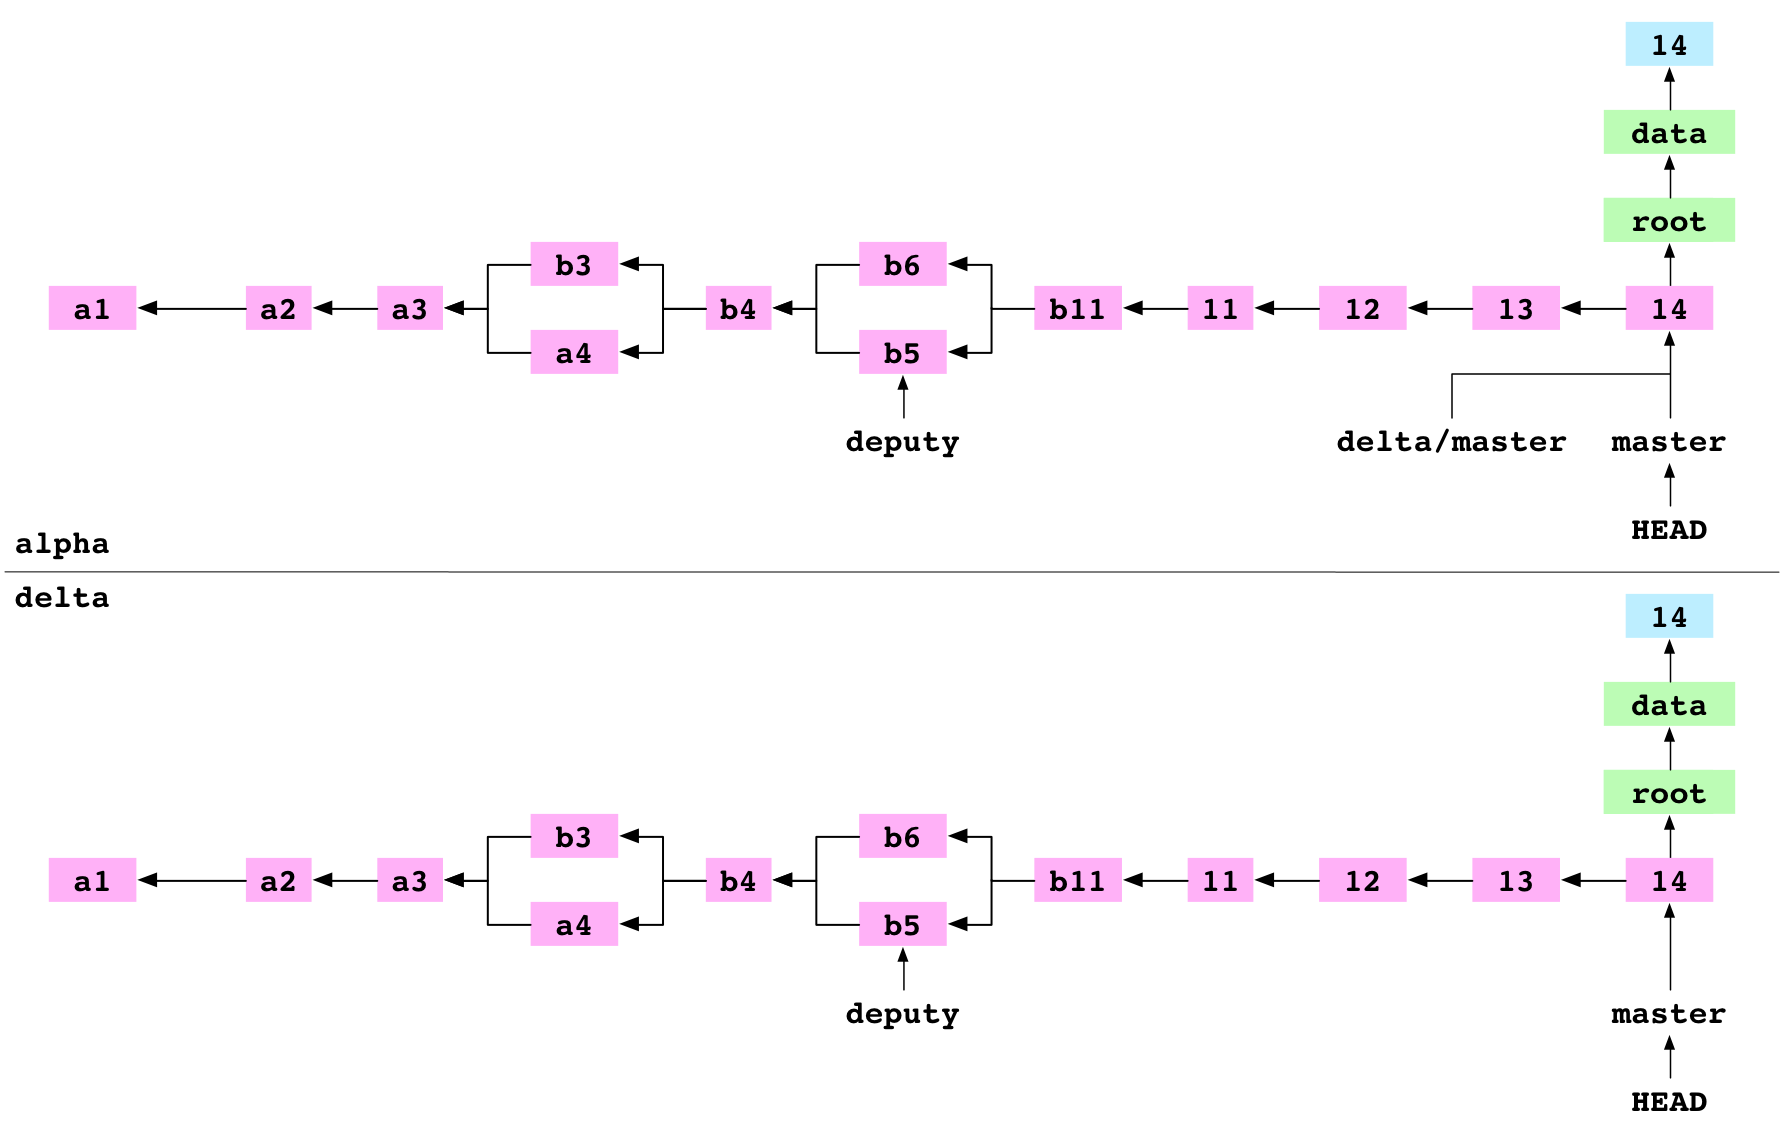 14
data
root
b3 b6
a1 a2 a3 b4 b11 11 12 13 14
a4 b5
deputy delta/master master
HEAD
alpha
delta
14
data
root
b3 b6
a1 a2 a3 b4 b11 11 12 13 14
a4 b5
deputy master
HEAD